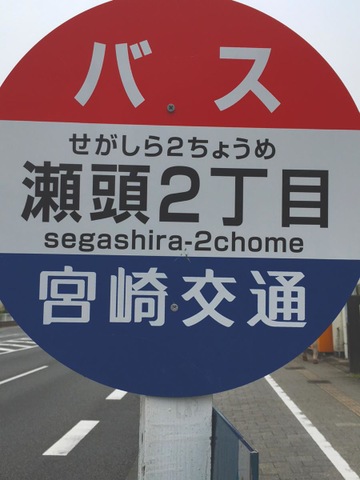 バス
せがしら2ちょうめ
瀬頭2丁目
segashira-2chome
宮崎交通